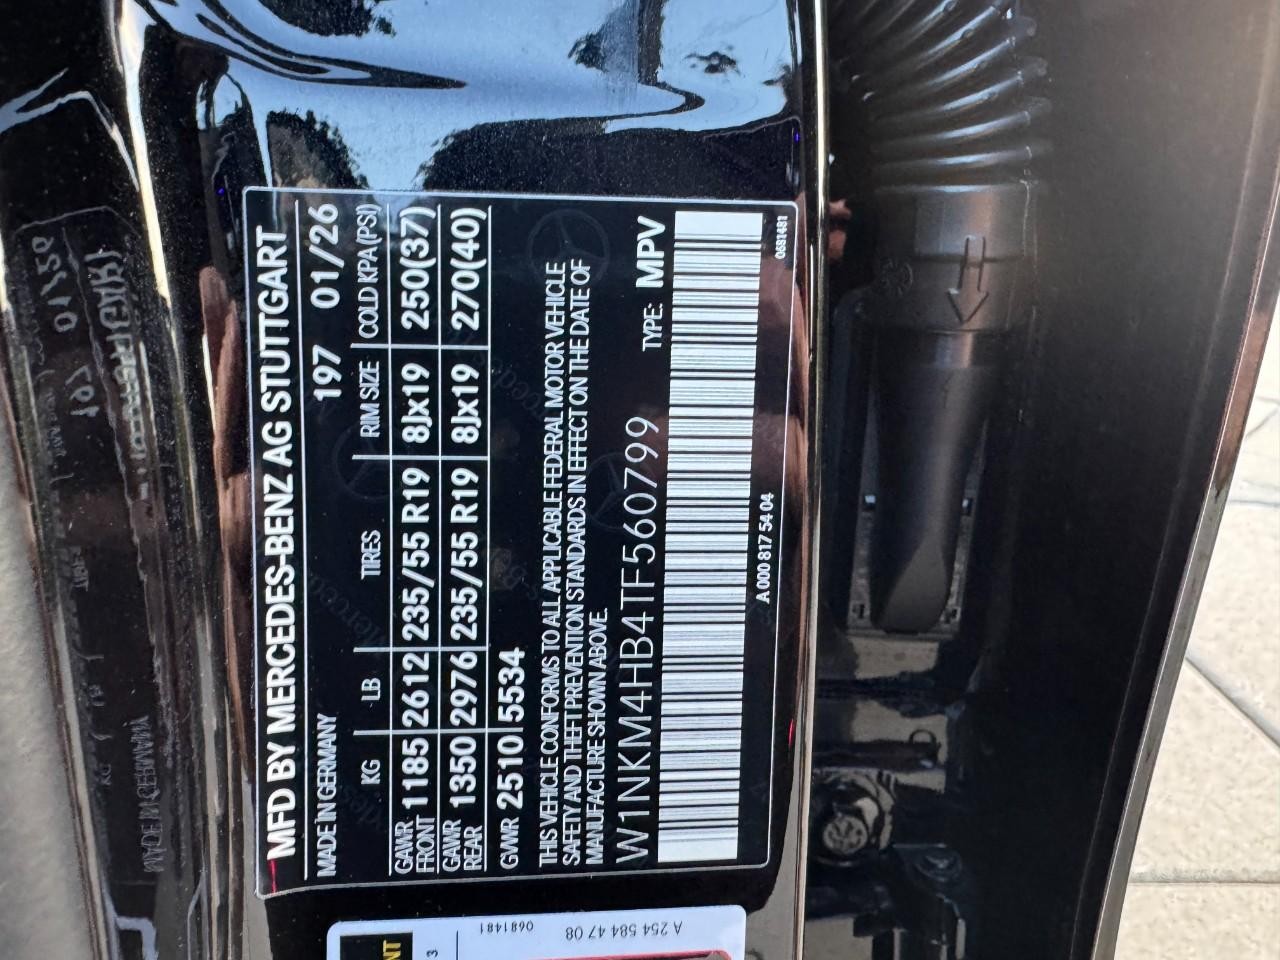 MFD BY MERCEDES-BENZ AG STUTTGART
MADE IN GERMANY 197 01/26
KG LB TIRES RIM SIZE COLD KPA (PSI)
GAWR FRONT 1185 2612 235/55 R19 8Jx19 250(37)
GAWR REAR 1350 2976 235/55 R19 8Jx19 270(40)
GVWR 2510 5534
THIS VEHICLE CONFORMS TO ALL APPLICABLE FEDERAL MOTOR VEHICLE
SAFETY AND THEFT PREVENTION STANDARDS IN EFFECT ON THE DATE OF
MANUFACTURE SHOWN ABOVE.
W1NKM4HB4TF560799 TYPE: MPV
A 000 817 54 04 0681481
A 254 584 47 08 0681481
NT
3